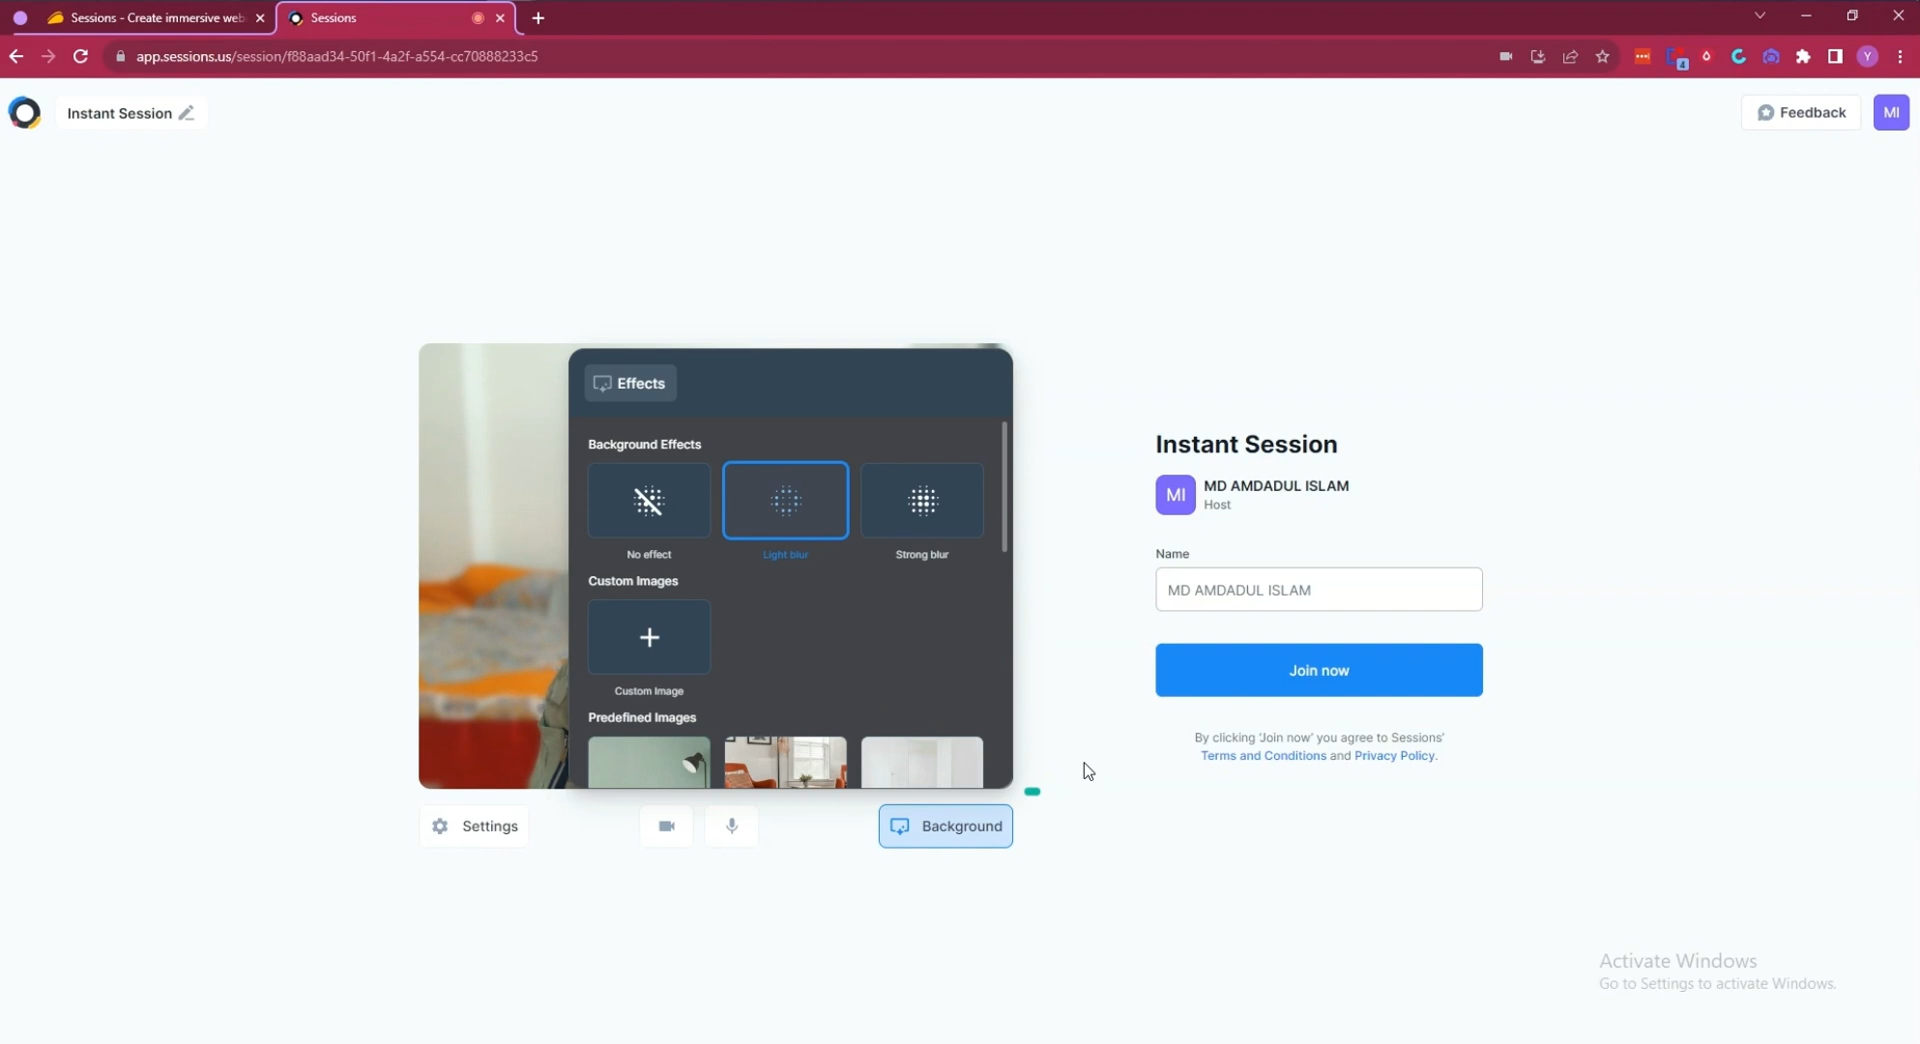 Sessions - Create immersive web
Sessions
app.sessions.us/session/f88aad34-50f1-4a2f-a554-cc70888233c5
4
Y
Instant Session
Feedback
MI
Effects
Background Effects
No effect
Light blur
Strong blur
Custom Images
Custom Image
Predefined Images
Settings
Background
Instant Session
MI
MD AMDADUL ISLAM
Host
Name
MD AMDADUL ISLAM
Join now
By clicking 'Join now' you agree to Sessions'
Terms and Conditions and Privacy Policy.
Activate Windows
Go to Settings to activate Windows.